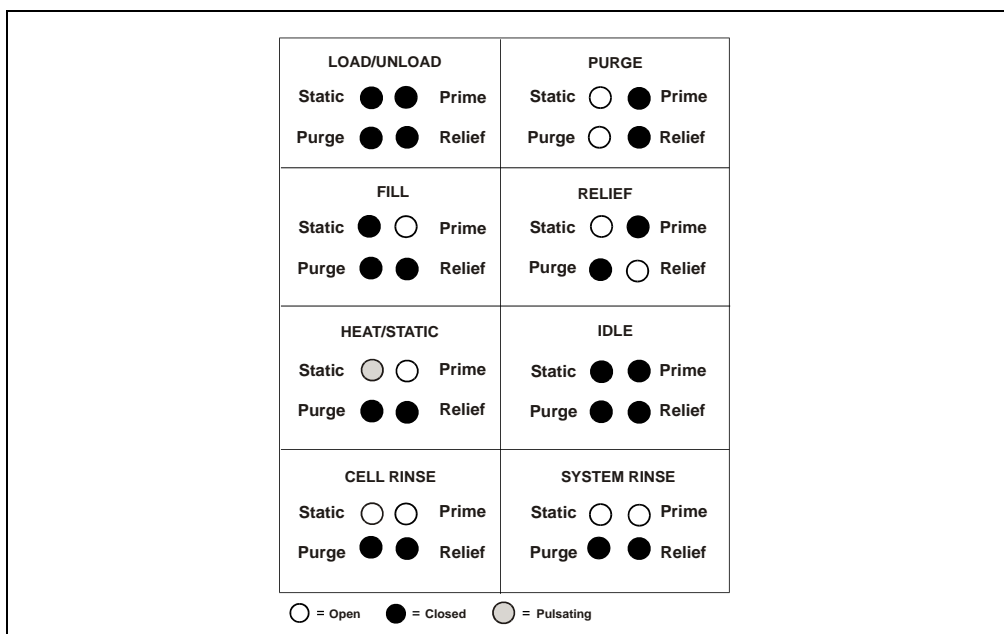 LOAD/UNLOAD
Static Prime
Purge Relief
PURGE
Static Prime
Purge Relief
FILL
Static Prime
Purge Relief
RELIEF
Static Prime
Purge Relief
HEAT/STATIC
Static Prime
Purge Relief
IDLE
Static Prime
Purge Relief
CELL RINSE
Static Prime
Purge Relief
SYSTEM RINSE
Static Prime
Purge Relief
= Open = Closed = Pulsating